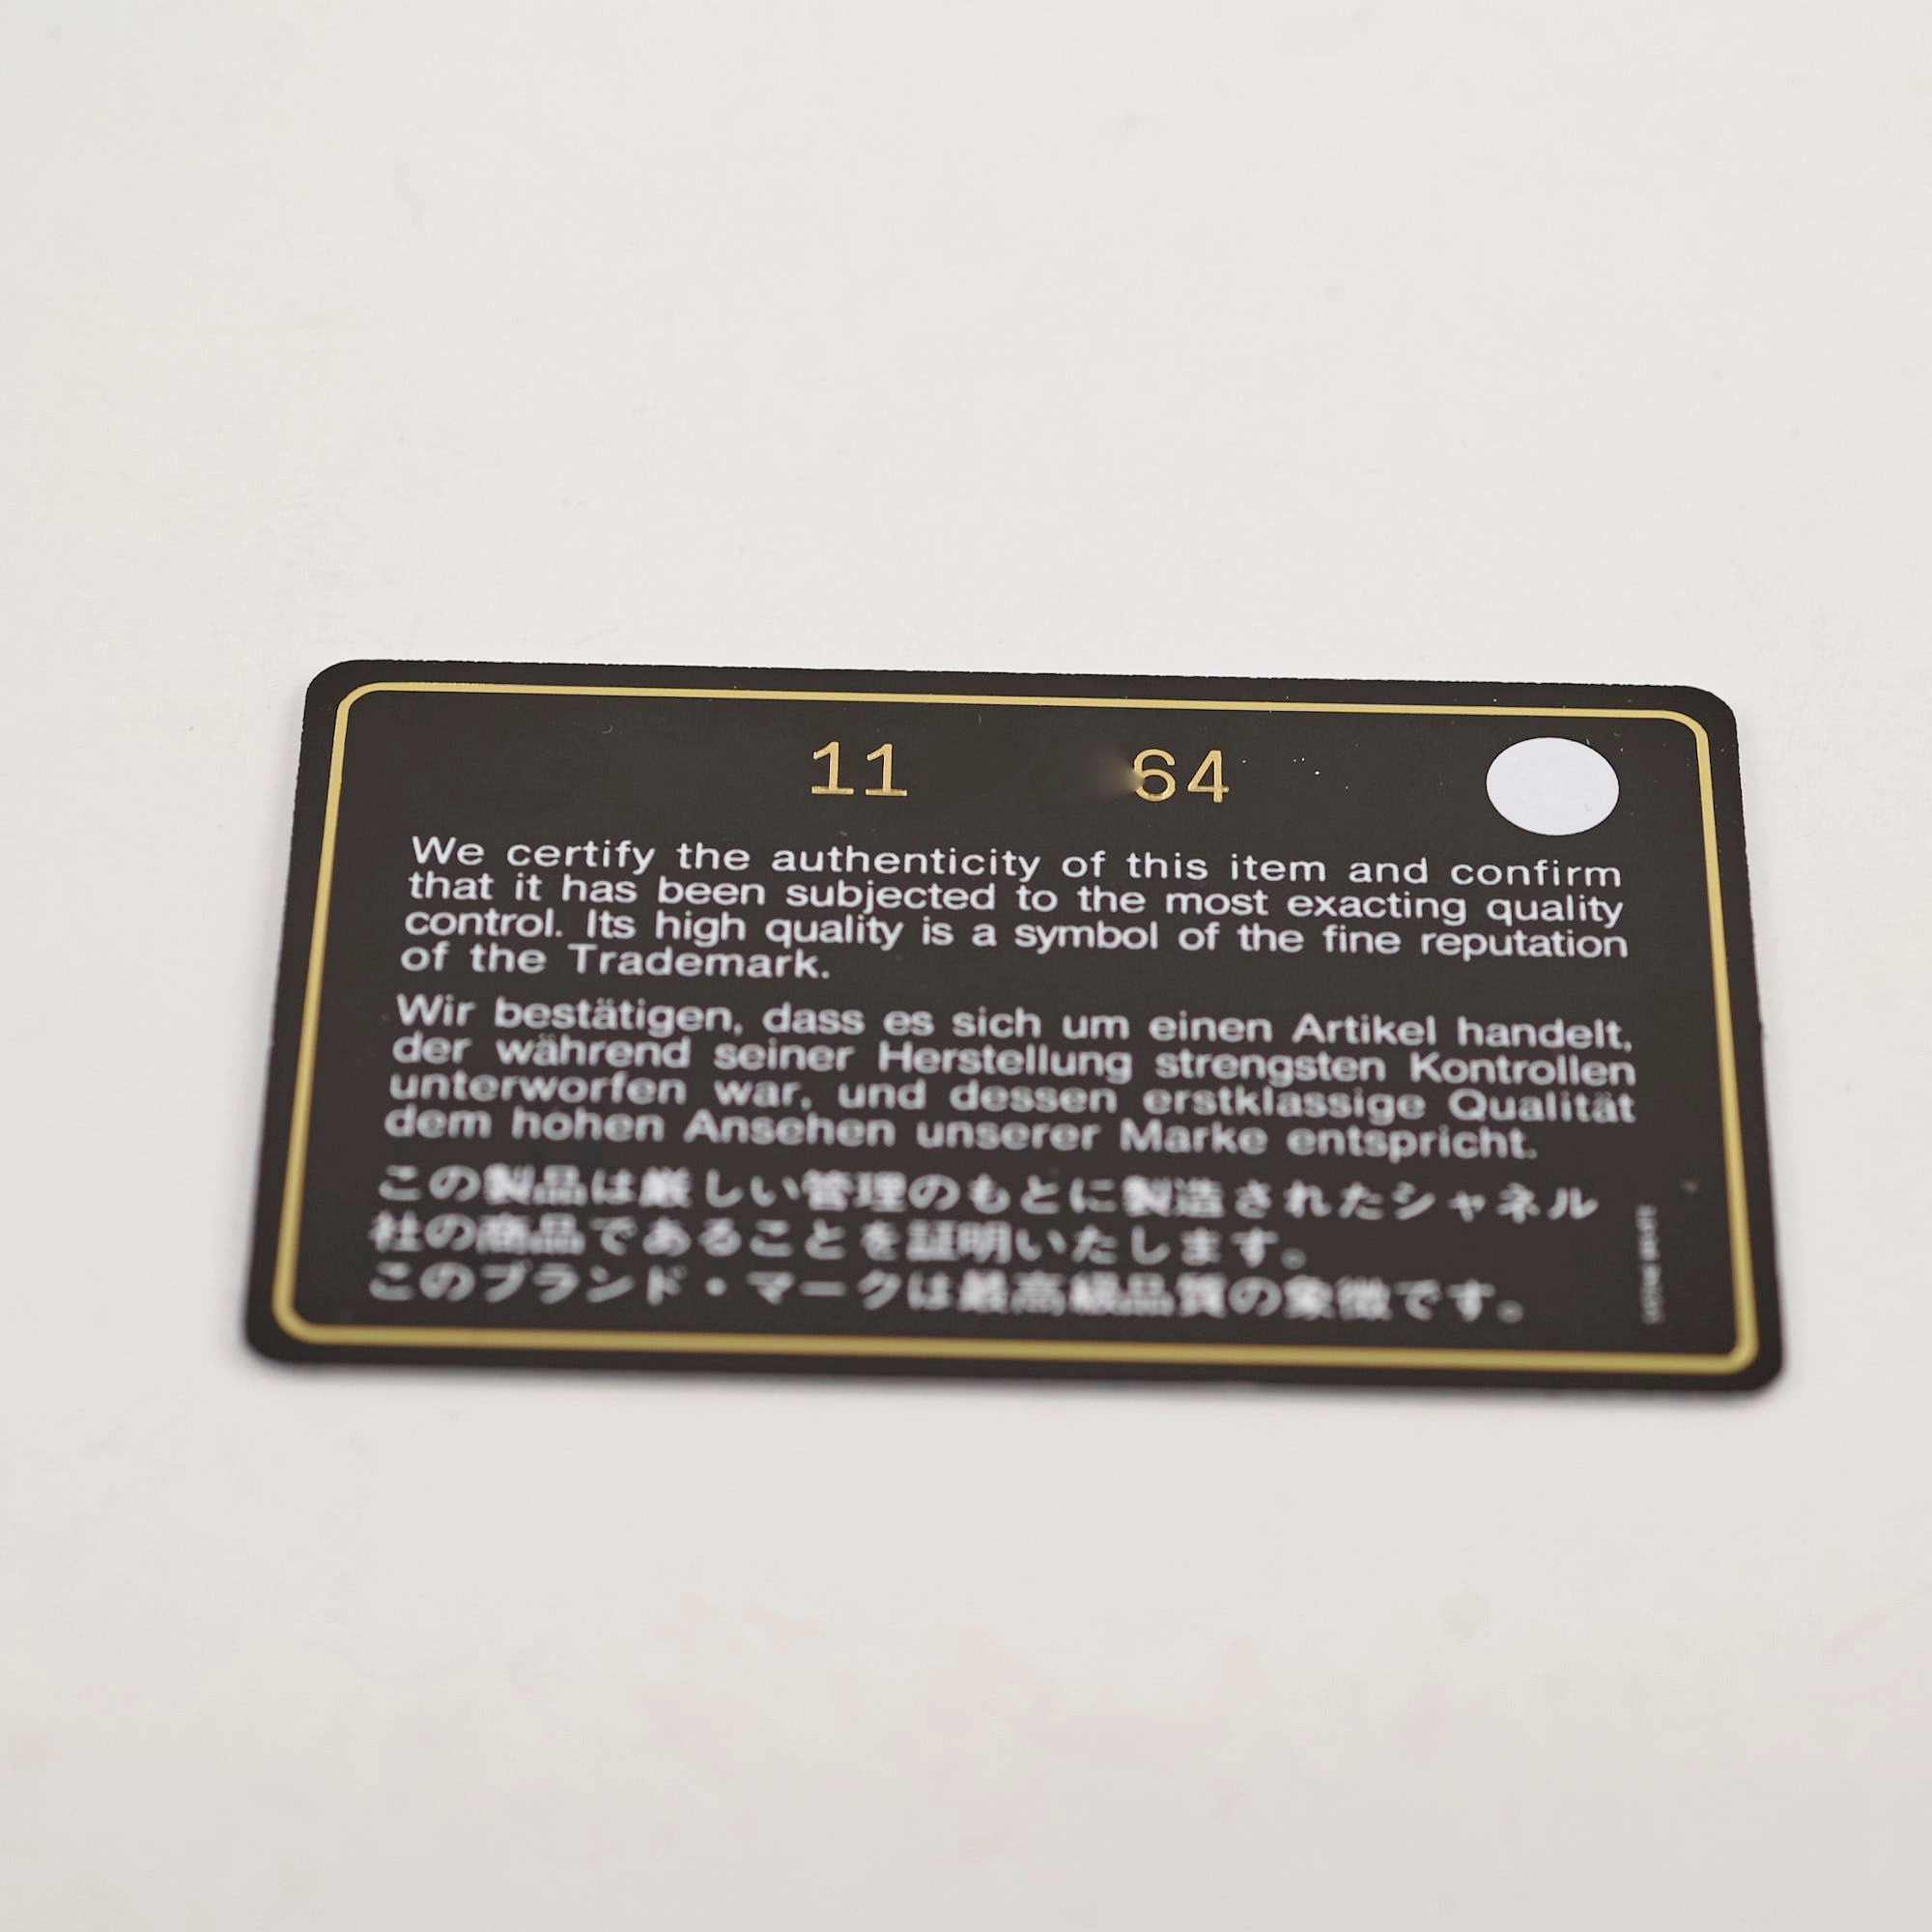 11 64
We certify the authenticity of this item and confirm
that it has been subjected to the most exacting quality
control. Its high quality is a symbol of the fine reputation
of the Trademark.
Wir bestätigen, dass es sich um einen Artikel handelt,
der während seiner Herstellung strengsten Kontrollen
unterworfen war, und dessen erstklassige Qualität
dem hohen Ansehen unserer Marke entspricht.
この製品は厳しい管理のもとに製造されたシャネル
社の商品であることを証明いたします。
このブランド・マークは最高級品質の象徴です。